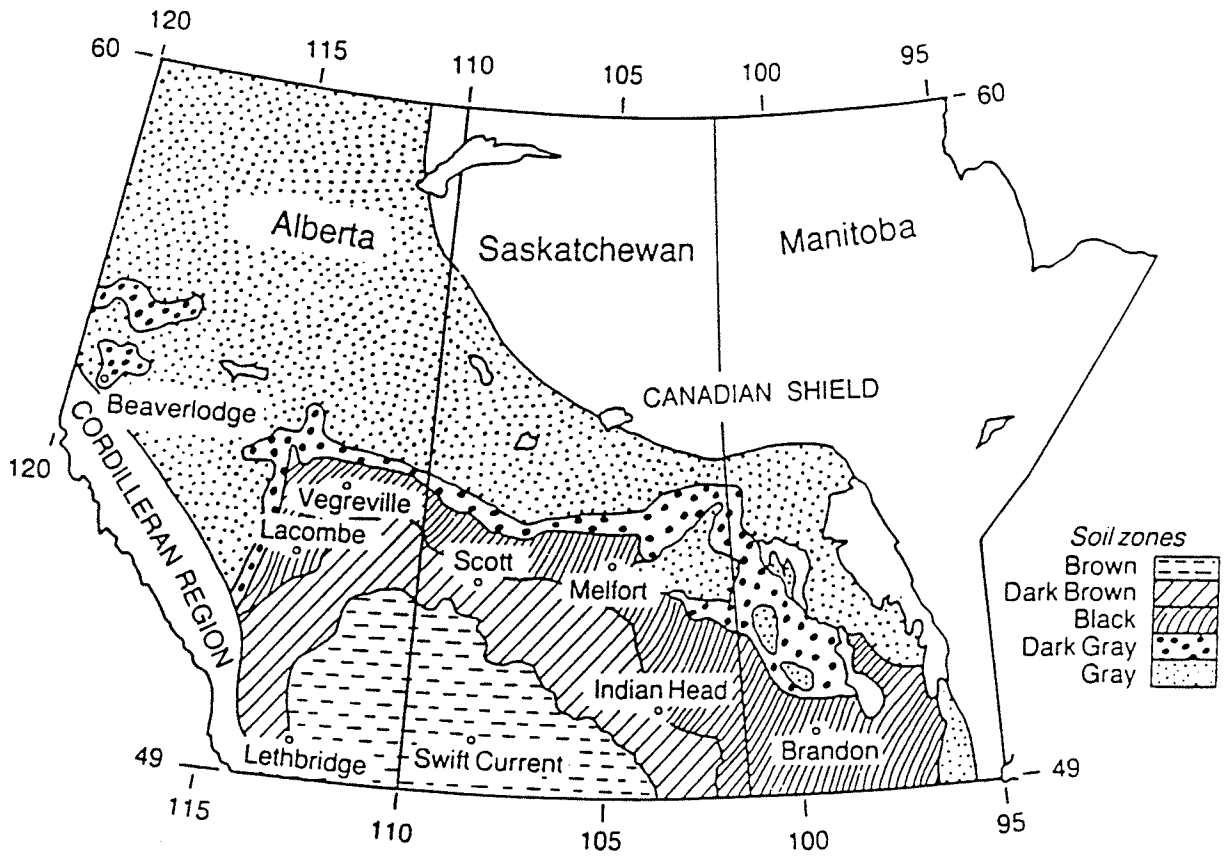 120
60
115
110
105
100
95
60
Alberta
Saskatchewan
Manitoba
CANADIAN SHIELD
Beaverlodge
120
CORDILLERAN REGION
Vegreville
Lacombe
Scott
Melfort
Indian Head
Brandon
Lethbridge
Swift Current
Soil zones
Brown
Dark Brown
Black
Dark Gray
Gray
49
49
115
110
105
100
95